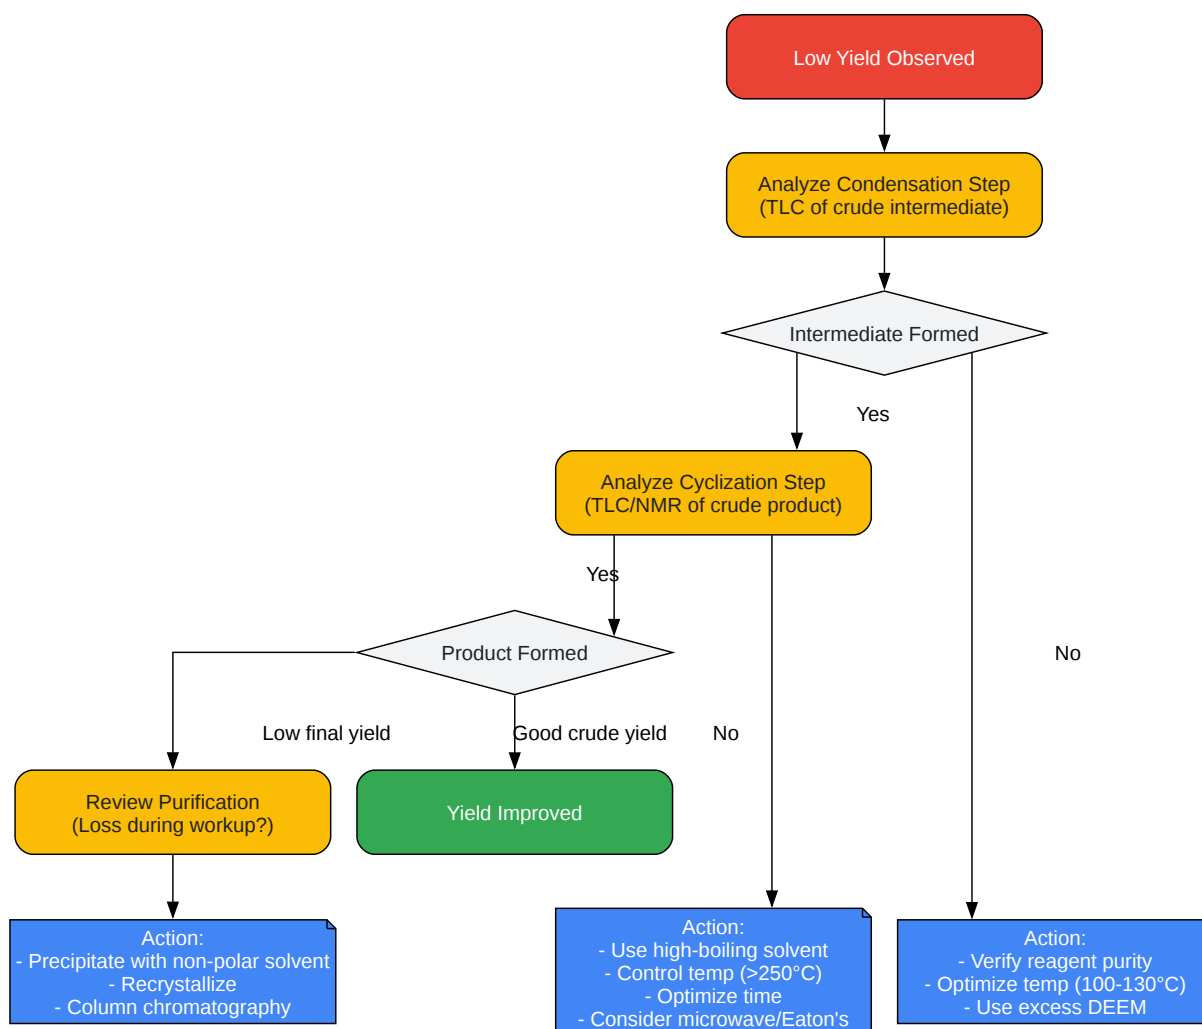 Low Yield Observed
Analyze Condensation Step
(TLC of crude intermediate)
Intermediate Formed
Yes
Analyze Cyclization Step
(TLC/NMR of crude product)
Yes
Product Formed
No
Low final yield
Good crude yield
No
Review Purification
(Loss during workup?)
Yield Improved
Action:
- Precipitate with non-polar solvent
- Recrystallize
- Column chromatography
Action:
- Use high-boiling solvent
- Control temp (>250°C)
- Optimize time
- Consider microwave/Eaton's
Action:
- Verify reagent purity
- Optimize temp (100-130°C)
- Use excess DEEM